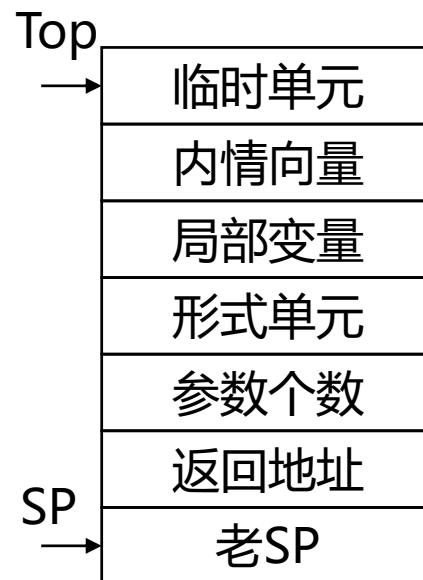 Top
临时单元
内情向量
局部变量
形式单元
参数个数
返回地址
SP
老SP